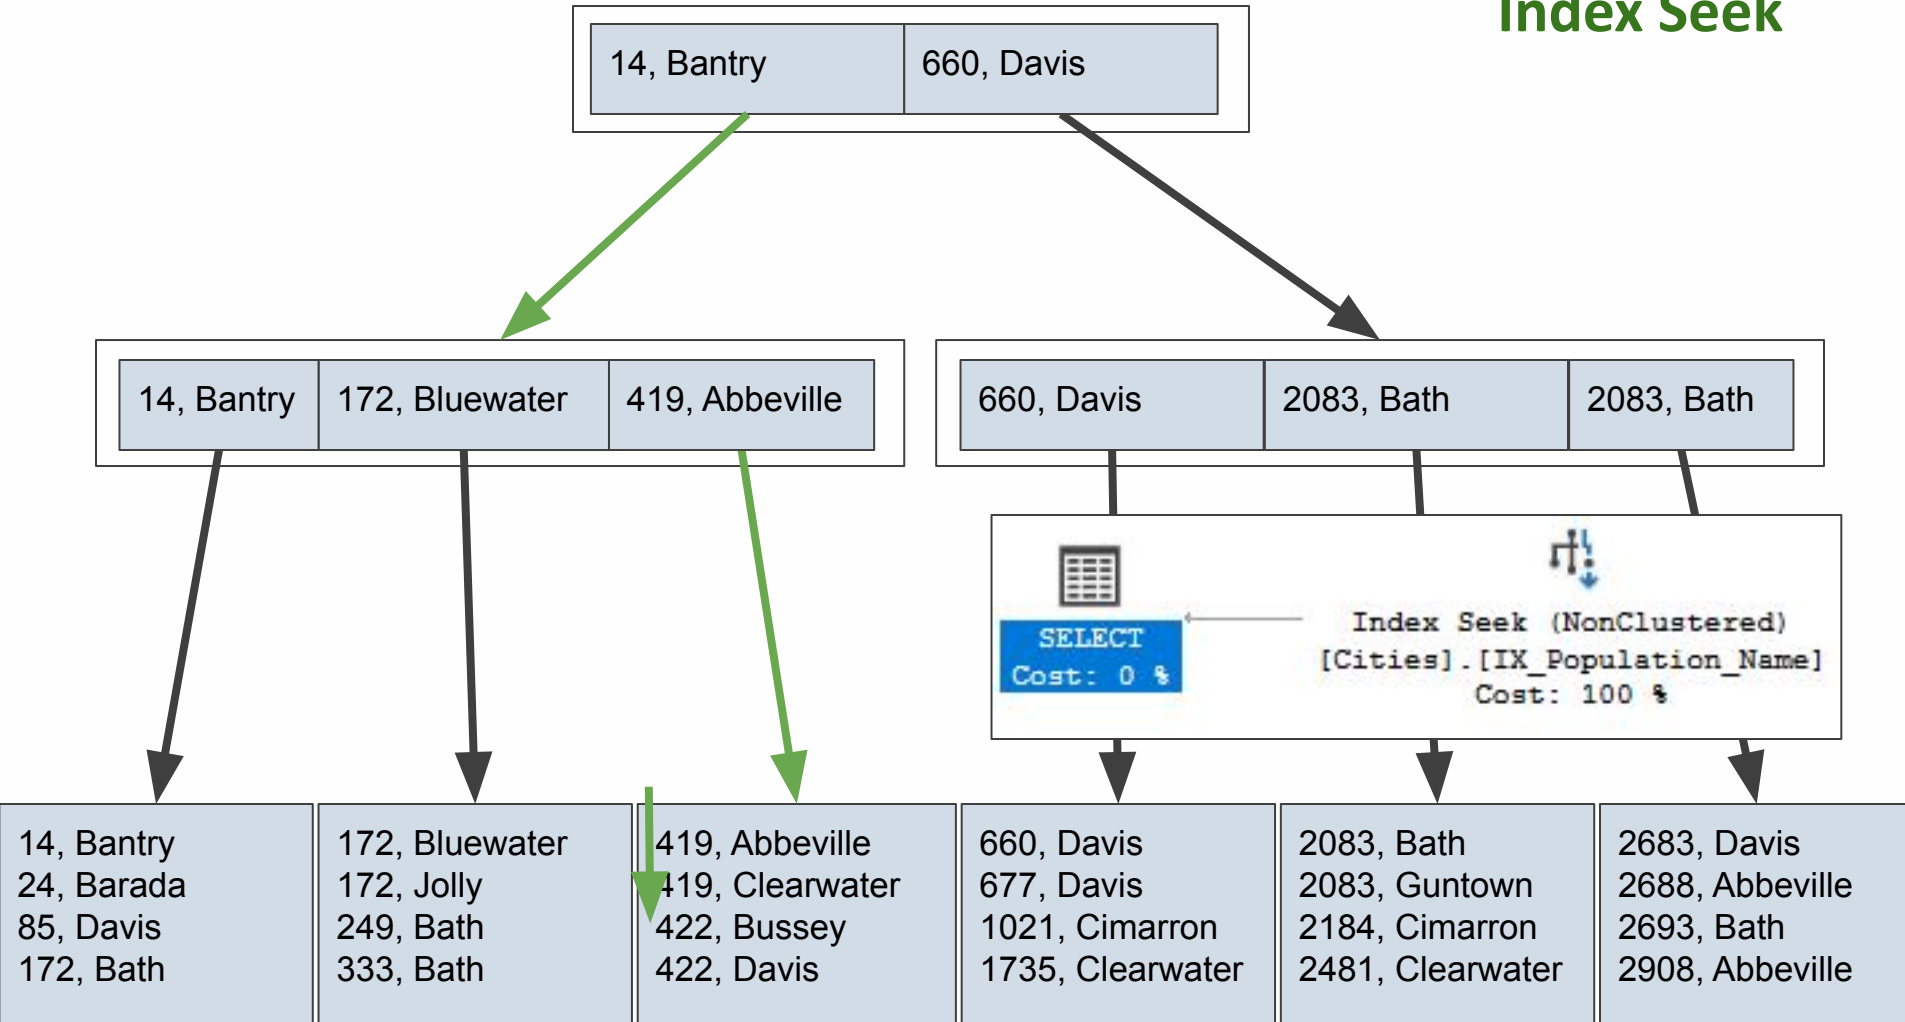 Index Seek
14, Bantry
660, Davis
14, Bantry
172, Bluewater
419, Abbeville
660, Davis
2083, Bath
2083, Bath
SELECT
Cost: 0 %
Index Seek (NonClustered)
[Cities].[IX_Population_Name]
Cost: 100 %
14, Bantry
24, Barada
85, Davis
172, Bath
172, Bluewater
172, Jolly
249, Bath
333, Bath
419, Abbeville
419, Clearwater
422, Bussey
422, Davis
660, Davis
677, Davis
1021, Cimarron
1735, Clearwater
2083, Bath
2083, Guntown
2184, Cimarron
2481, Clearwater
2683, Davis
2688, Abbeville
2693, Bath
2908, Abbeville